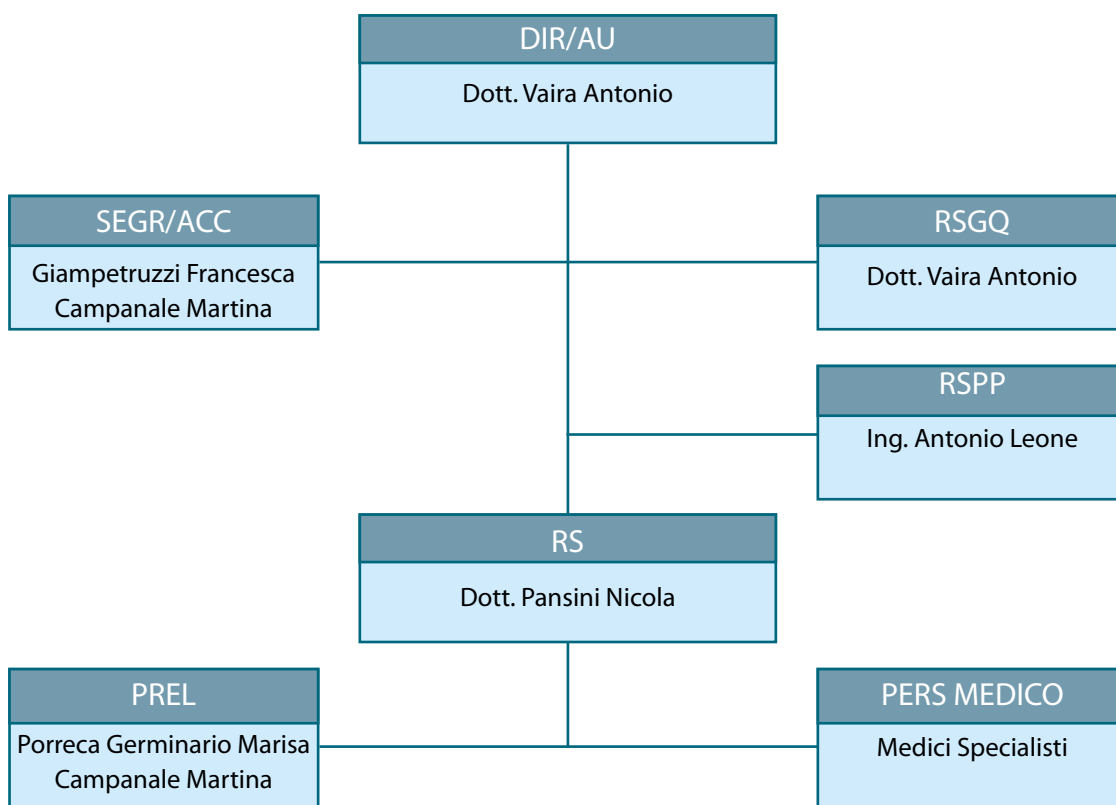 DIR/AU
Dott. Vaira Antonio
SEGR/ACC
Giampetruzzi Francesca
Campanale Martina
RSGQ
Dott. Vaira Antonio
RSPP
Ing. Antonio Leone
RS
Dott. Pansini Nicola
PREL
Porreca Germinario Marisa
Campanale Martina
PERS MEDICO
Medici Specialisti